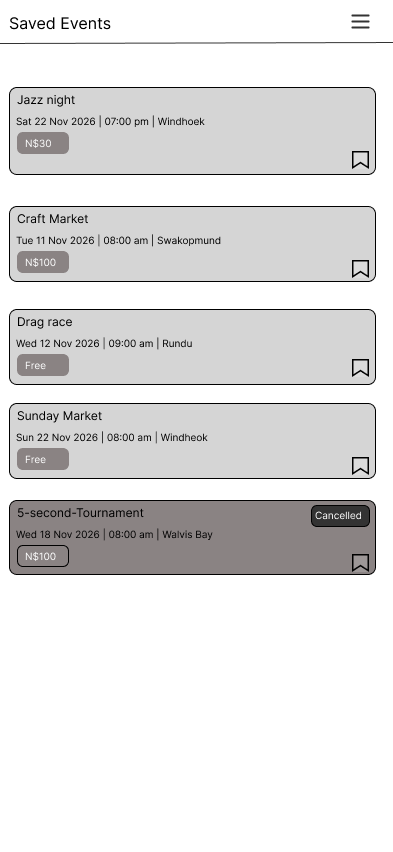 Saved Events
Jazz night
Sat 22 Nov 2026 | 07:00 pm | Windhoek
N$30
Craft Market
Tue 11 Nov 2026 | 08:00 am | Swakopmund
N$100
Drag race
Wed 12 Nov 2026 | 09:00 am | Rundu
Free
Sunday Market
Sun 22 Nov 2026 | 08:00 am | Windheok
Free
5-second-Tournament
Cancelled
Wed 18 Nov 2026 | 08:00 am | Walvis Bay
N$100